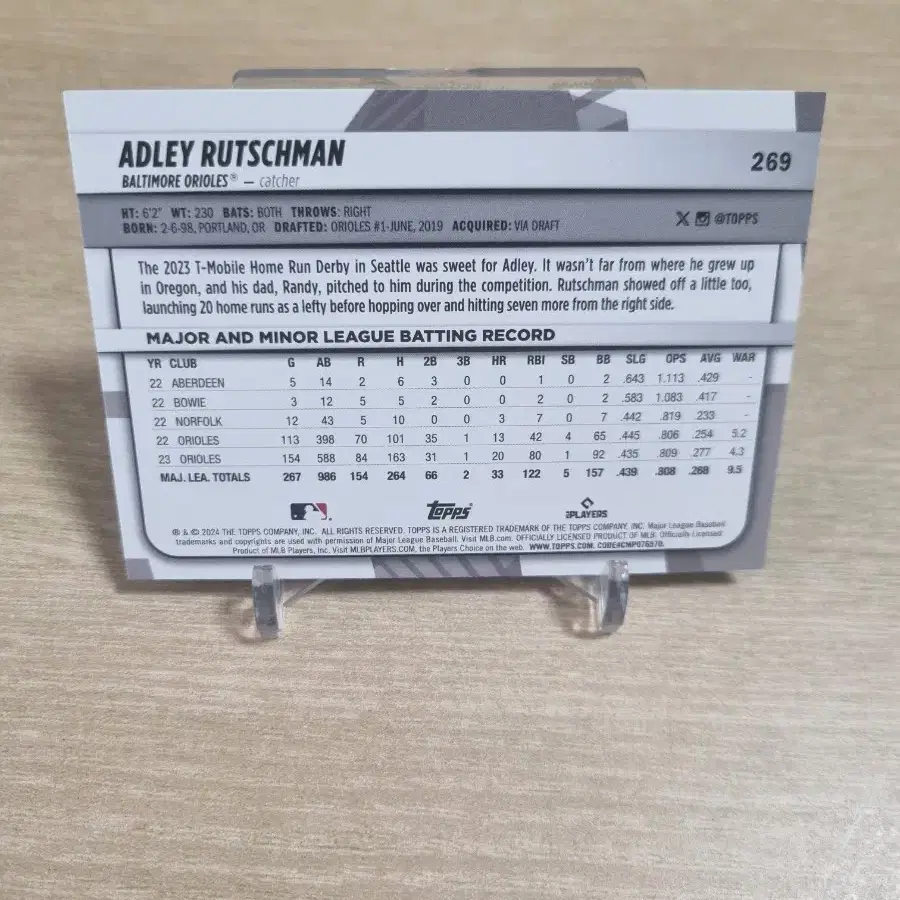 ADLEY RUTSCHMAN
269
BALTIMORE ORIOLES® — catcher
HT: 6'2" WT: 230 BATS: BOTH THROWS: RIGHT
BORN: 2-6-98, PORTLAND, OR DRAFTED: ORIOLES #1-JUNE, 2019 ACQUIRED: VIA DRAFT
@TOPPS
The 2023 T-Mobile Home Run Derby in Seattle was sweet for Adley. It wasn't far from where he grew up
in Oregon, and his dad, Randy, pitched to him during the competition. Rutschman showed off a little too,
launching 20 home runs as a lefty before hopping over and hitting seven more from the right side.
MAJOR AND MINOR LEAGUE BATTING RECORD
YR CLUB G AB R H 2B 3B HR RBI SB BB SLG OPS AVG WAR
22 ABERDEEN 5 14 2 6 3 0 0 1 0 2 .643 1.113 .429 -
22 BOWIE 3 12 5 5 2 0 0 2 0 2 .583 1.083 .417 -
22 NORFOLK 12 43 5 10 0 0 3 7 0 7 .442 .819 .233 -
22 ORIOLES 113 398 70 101 35 1 13 42 4 65 .445 .806 .254 5.2
23 ORIOLES 154 588 84 163 31 1 20 80 1 92 .435 .809 .277 4.3
MAJ. LEA. TOTALS 267 986 154 264 66 2 33 122 5 157 .439 .808 .268 9.5
Topps
PLAYERS
® & © 2024 THE TOPPS COMPANY, INC. ALL RIGHTS RESERVED. TOPPS IS A REGISTERED TRADEMARK OF THE TOPPS COMPANY, INC. Major League Baseball
trademarks and copyrights are used with permission of Major League Baseball. Visit MLB.com. OFFICIALLY LICENSED PRODUCT OF MLB. Officially Licensed
Product of MLB Players, Inc. Visit MLBPLAYERS.COM, the Players Choice on the web. WWW.TOPPS.COM. CODE#CMP076570.